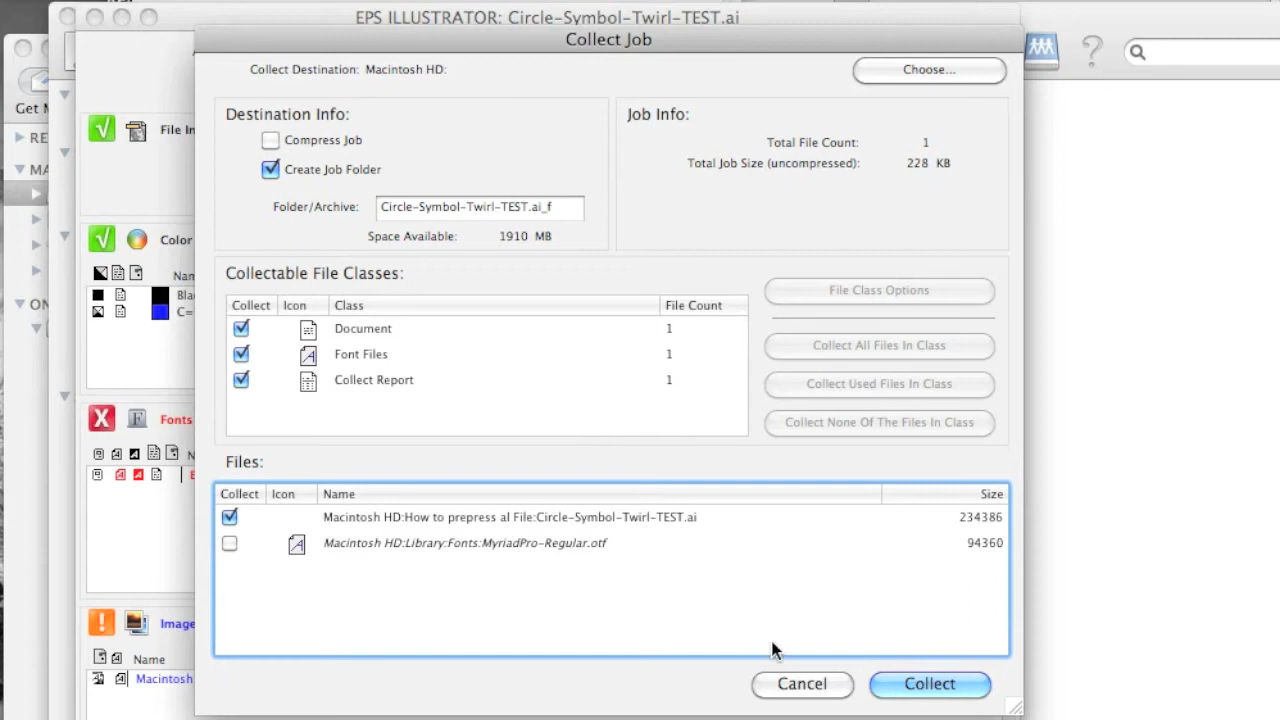 EPS ILLUSTRATOR: Circle-Symbol-Twirl-TEST.ai
Collect Job
Collect Destination: Macintosh HD:
Choose...
Get M
RE
MA
ON
File In
Color
Nam
Bla
C=
Fonts
N
Image
Name
Macintosh
Destination Info:
Compress Job
Create Job Folder
Folder/Archive: Circle-Symbol-Twirl-TEST.ai_f
Space Available: 1910 MB
Job Info:
Total File Count: 1
Total Job Size (uncompressed): 228 KB
Collectable File Classes:
Collect Icon Class File Count
Document 1
Font Files 1
Collect Report 1
File Class Options
Collect All Files In Class
Collect Used Files In Class
Collect None Of The Files In Class
Files:
Collect Icon Name Size
Macintosh HD:How to prepress aI File:Circle-Symbol-Twirl-TEST.ai 234386
Macintosh HD:Library:Fonts:MyriadPro-Regular.otf 94360
Cancel Collect